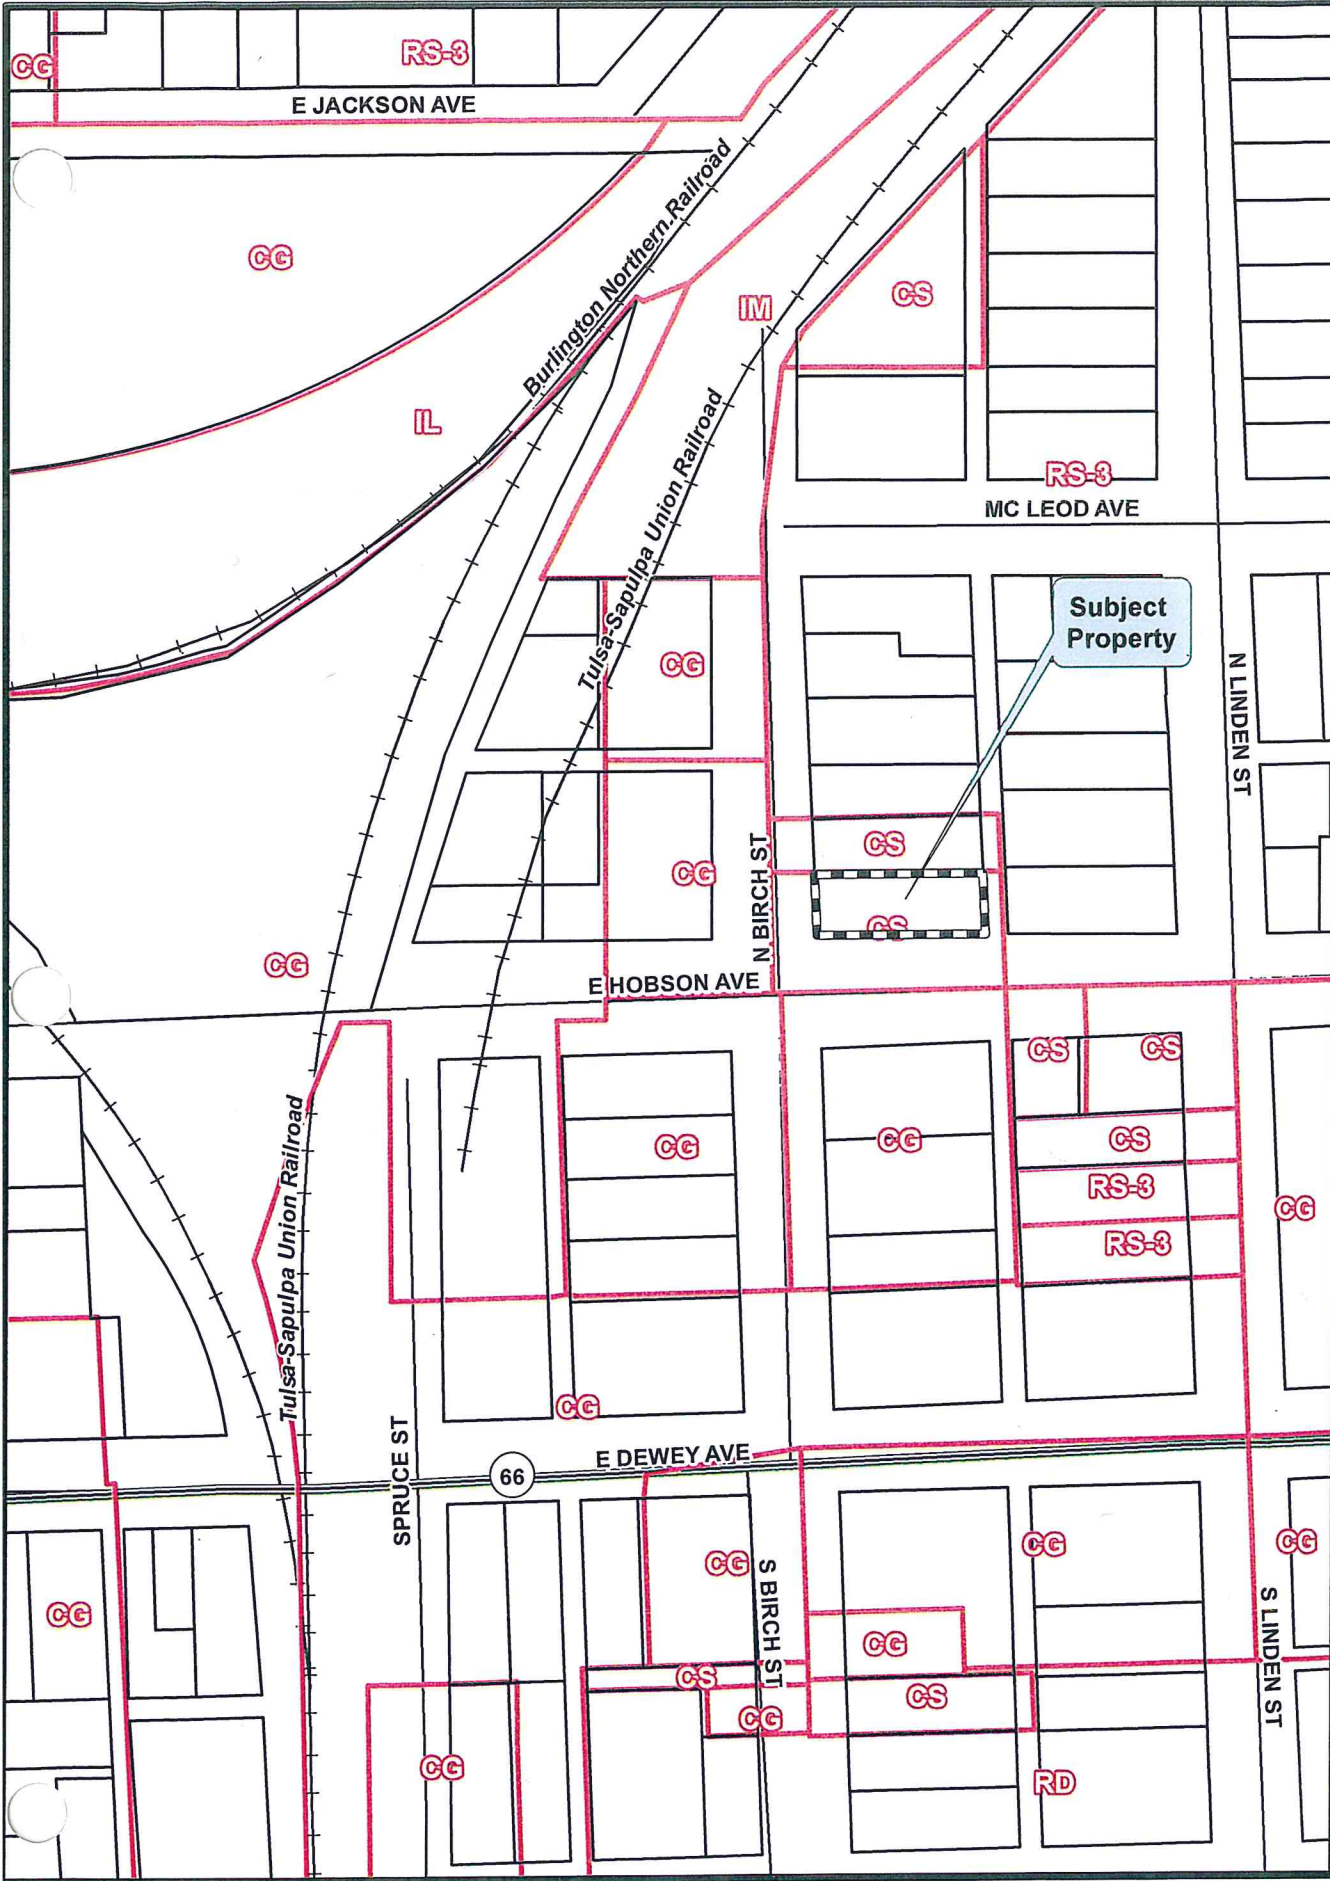 RS-3
CG
E JACKSON AVE
Burlington Northern Railroad
CG
CS
IM
IL
Tulsa-Sapulpa Union Railroad
RS-3
MC LEOD AVE
Subject
Property
CG
N LINDEN ST
CS
CG
N BIRCH ST
CS
CG
E HOBSON AVE
CS
CS
CG
CG
CS
RS-3
CG
RS-3
Tulsa-Sapulpa Union Railroad
CG
SPRUCE ST
E DEWEY AVE
66
CG
CG
CG
S BIRCH ST
CG
S LINDEN ST
CG
CS
CS
CG
CG
RD